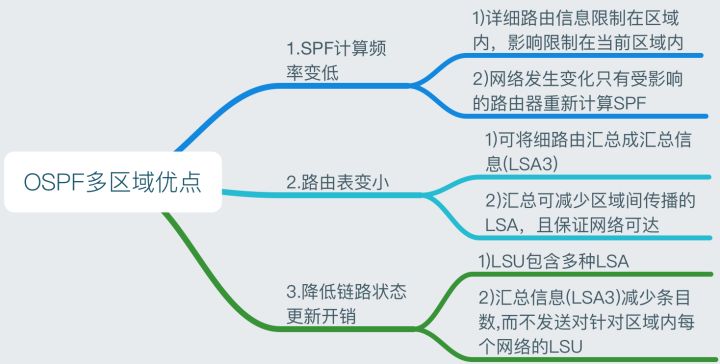 OSPF多区域优点
1.SPF计算频
率变低
1)详细路由信息限制在区域
内，影响限制在当前区域内
2)网络发生变化只有受影响
的路由器重新计算SPF
2.路由表变小
1)可将细路由汇总成汇总信
息(LSA3)
2)汇总可减少区域间传播的
LSA，且保证网络可达
3.降低链路状态
更新开销
1)LSU包含多种LSA
2)汇总信息(LSA3)减少条目
数,而不发送对针对区域内每
个网络的LSU